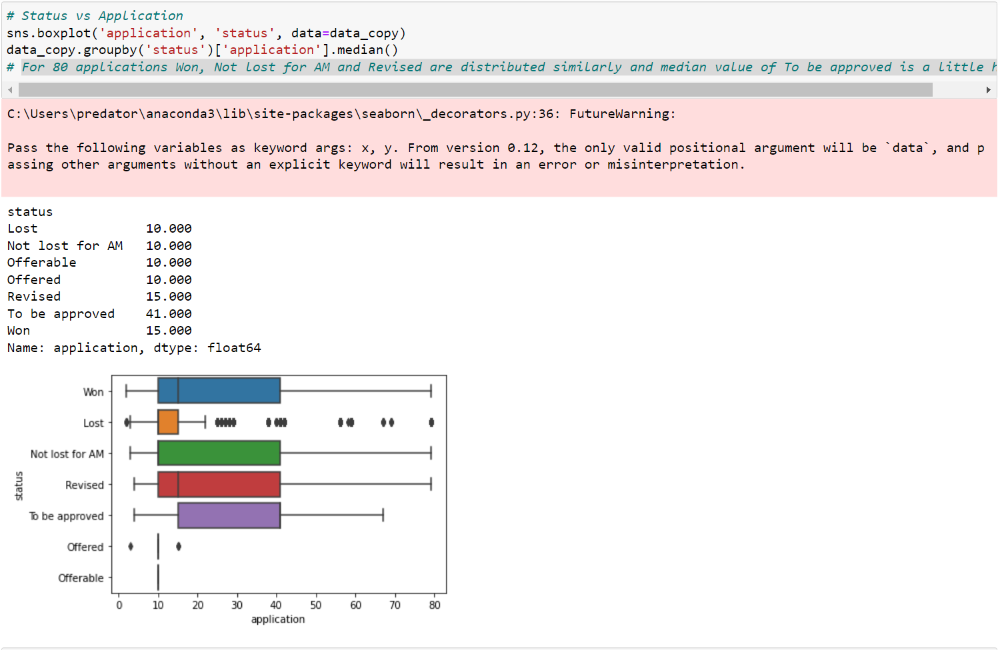 # Status vs Application
sns.boxplot('application', 'status', data=data_copy)
data_copy.groupby('status')['application'].median()
# For 80 applications Won, Not lost for AM and Revised are distributed similarly and median value of To be approved is a little
C:\Users\predator\anaconda3\lib\site-packages\seaborn\_decorators.py:36: FutureWarning:
Pass the following variables as keyword args: x, y. From version 0.12, the only valid positional argument will be `data`, and p
assing other arguments without an explicit keyword will result in an error or misinterpretation.
status
Lost 10.000
Not lost for AM 10.000
Offerable 10.000
Offered 10.000
Revised 15.000
To be approved 41.000
Won 15.000
Name: application, dtype: float64
Won
Lost
Not lost for AM
Revised
To be approved
Offered
Offerable
status
0 10 20 30 40 50 60 70 80
application